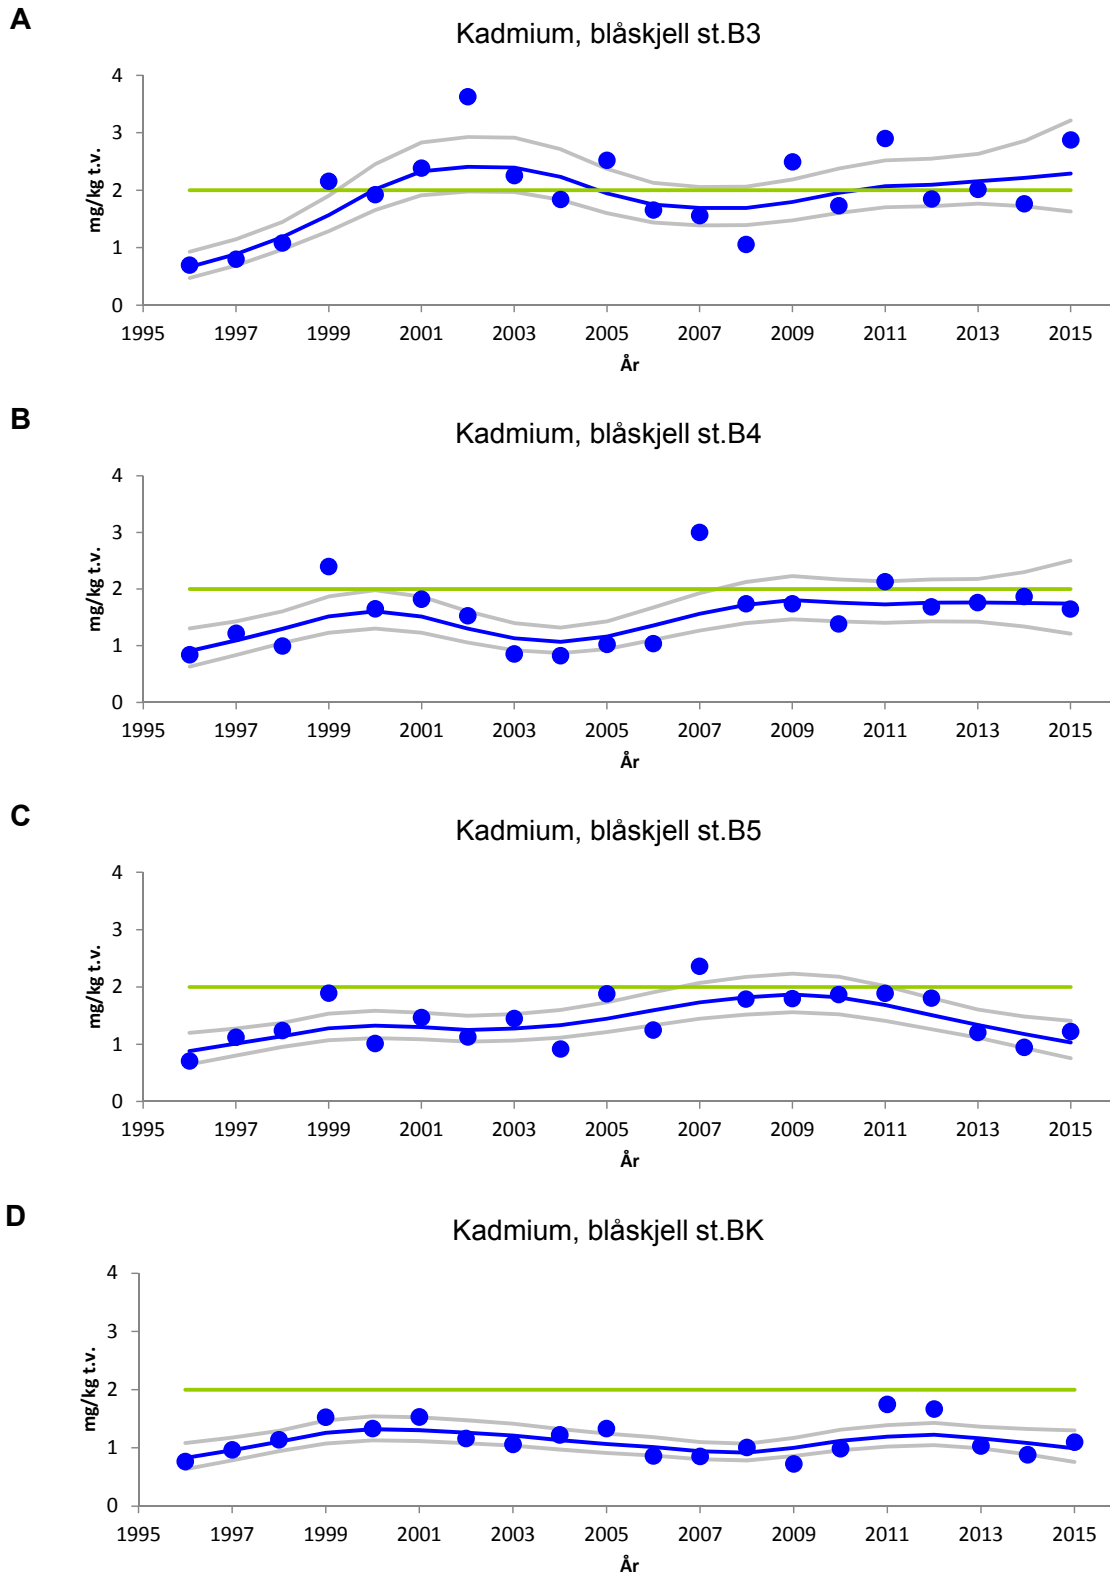 A
Kadmium, blåskjell st.B3
mg/kg t.v.
4
3
2
1
0
1995 1997 1999 2001 2003 2005 2007 2009 2011 2013 2015
År
B
Kadmium, blåskjell st.B4
mg/kg t.v.
4
3
2
1
0
1995 1997 1999 2001 2003 2005 2007 2009 2011 2013 2015
År
C
Kadmium, blåskjell st.B5
mg/kg t.v.
4
3
2
1
0
1995 1997 1999 2001 2003 2005 2007 2009 2011 2013 2015
År
D
Kadmium, blåskjell st.BK
mg/kg t.v.
4
3
2
1
0
1995 1997 1999 2001 2003 2005 2007 2009 2011 2013 2015
År